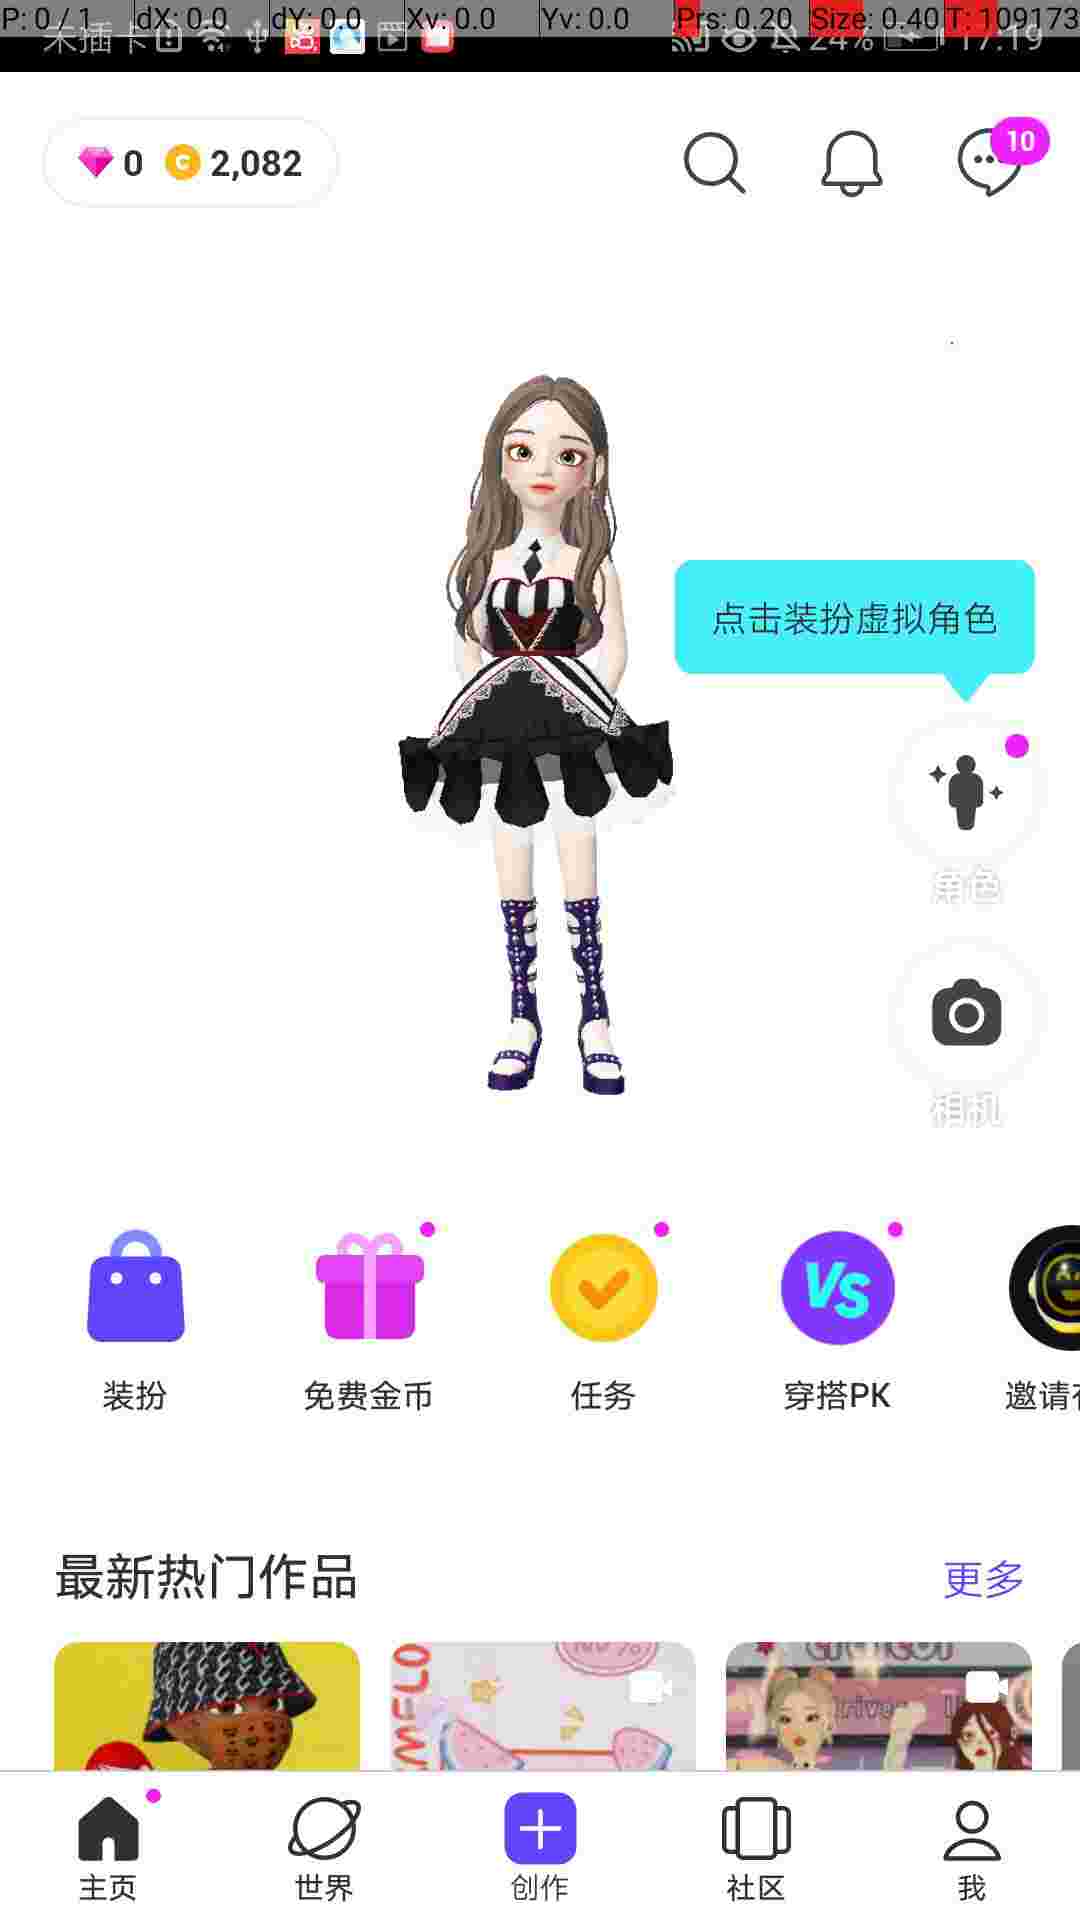 P: 0 / 1 dX: 0.0 dY: 0.0 Xv: 0.0 Yv: 0.0 Prs: 0.20 Size: 0.40 T: 109173
未插卡 24% 17:19
0 2,082
10
点击装扮虚拟角色
角色
相机
VS
装扮 免费金币 任务 穿搭PK 邀请
最新热门作品 更多
主页 世界 创作 社区 我